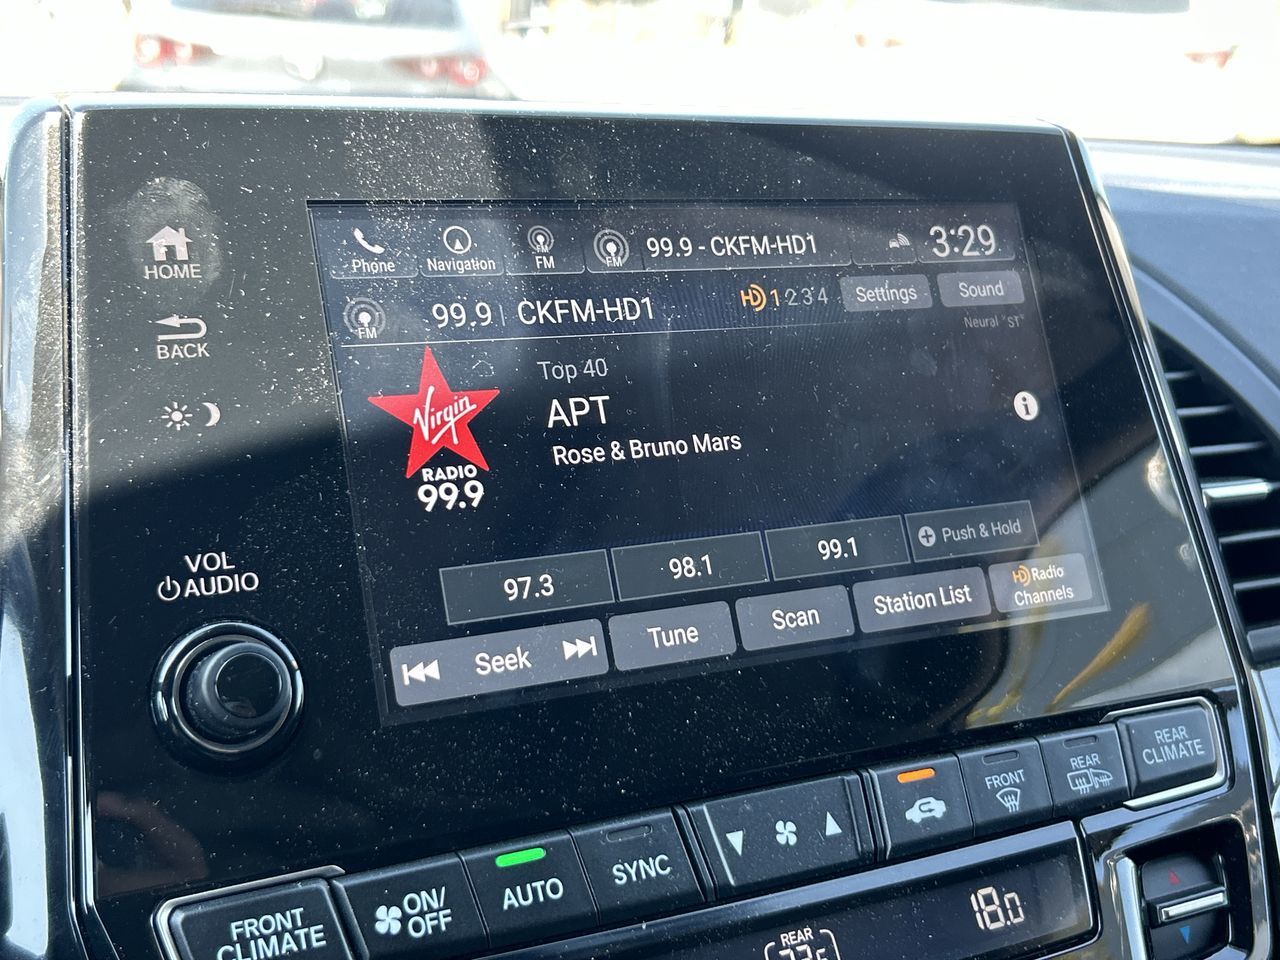 HOME
BACK
VOL
AUDIO
Phone
Navigation
FM
FM
99.9 - CKFM-HD1
3:29
FM
99.9 | CKFM-HD1
HD 1 2 3 4
Settings
Sound
Neural "ST"
Virgin
RADIO
99.9
Top 40
APT
Rose & Bruno Mars
i
97.3
98.1
99.1
+ Push & Hold
Seek
Tune
Scan
Station List
HD Radio
Channels
FRONT
CLIMATE
ON/
OFF
AUTO
SYNC
FRONT
REAR
REAR
CLIMATE
REAR
18.0